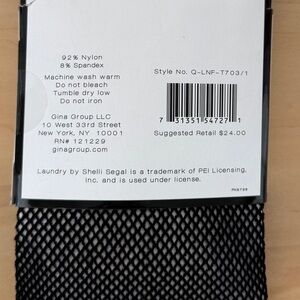 92% Nylon
8% Spandex
Machine wash warm
Do not bleach
Tumble dry low
Do not iron
Gina Group LLC
10 West 33rd Street
New York, NY 10001
RN# 121229
ginagroup.com
Style No. Q-LNF-T703/1
7 31351 54727 1
Suggested Retail $24.00
Laundry by Shelli Segal is a trademark of PEI Licensing,
Inc. and is used under license.